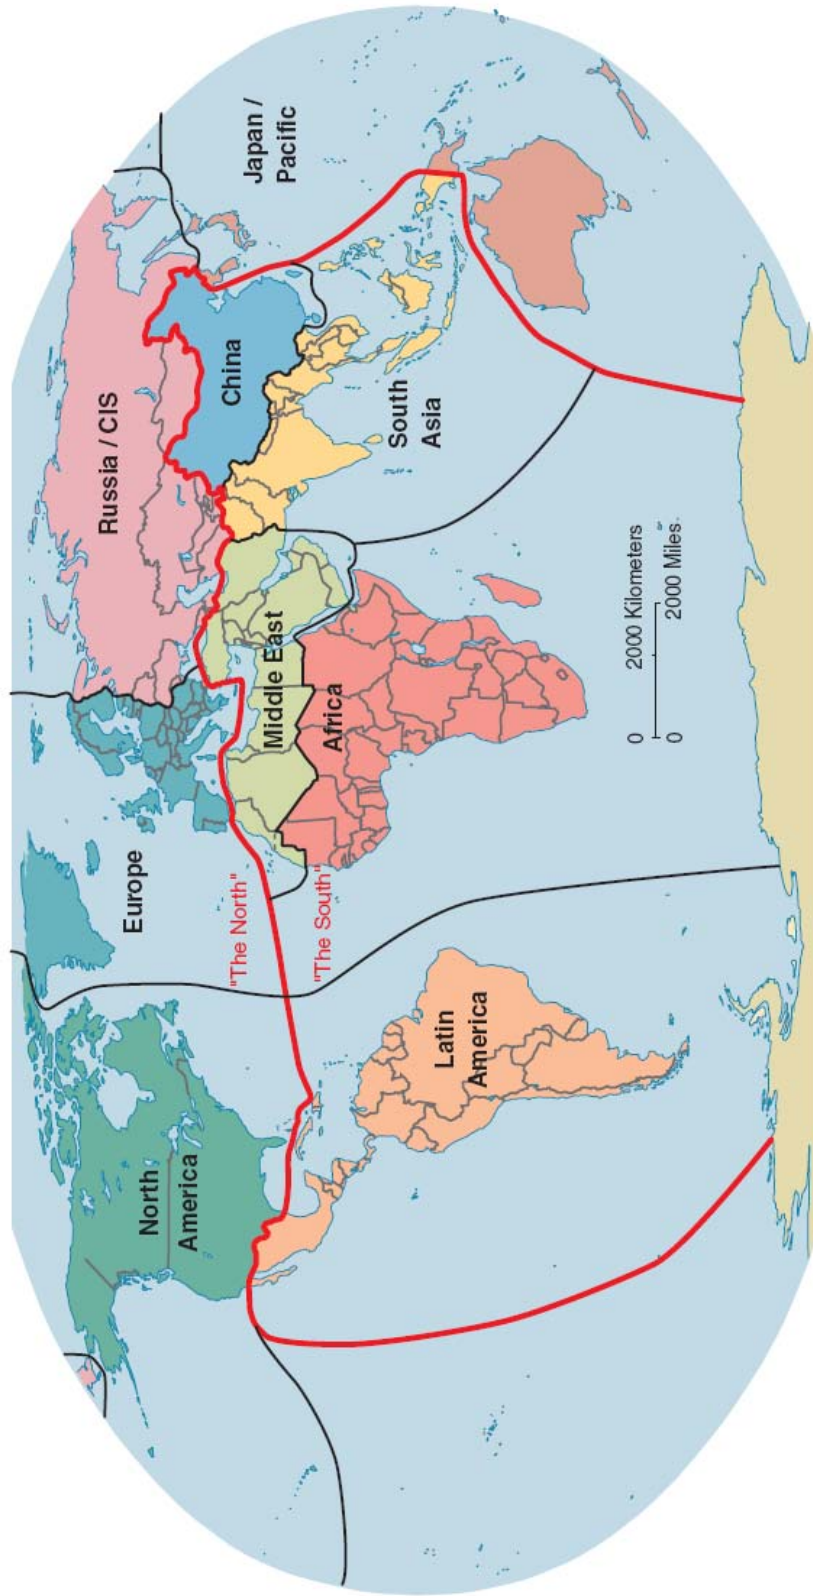 North
America
Latin
America
Europe
"The North"
"The South"
Middle East
Africa
Russia / CIS
China
South
Asia
Japan /
Pacific
0 2000 Kilometers
0 2000 Miles